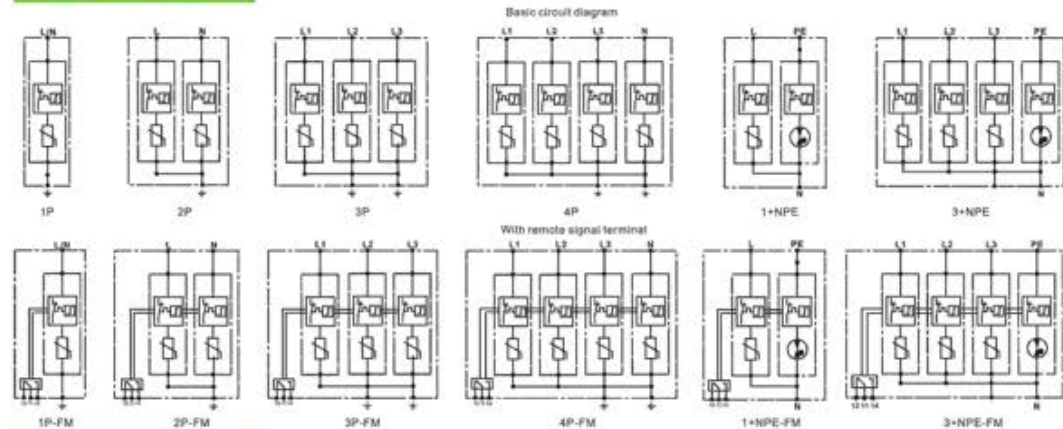 Basic circuit diagram
L/N L N L1 L2 L3 L1 L2 L3 N L PE L1 L2 L3 PE
N N
1P 2P 3P 4P 1+NPE 3+NPE
With remote signal terminal
L/N L N L1 L2 L3 L1 L2 L3 N L PE L1 L2 L3 PE
12 11 14
N N
1P-FM 2P-FM 3P-FM 4P-FM 1+NPE-FM 3+NPE-FM